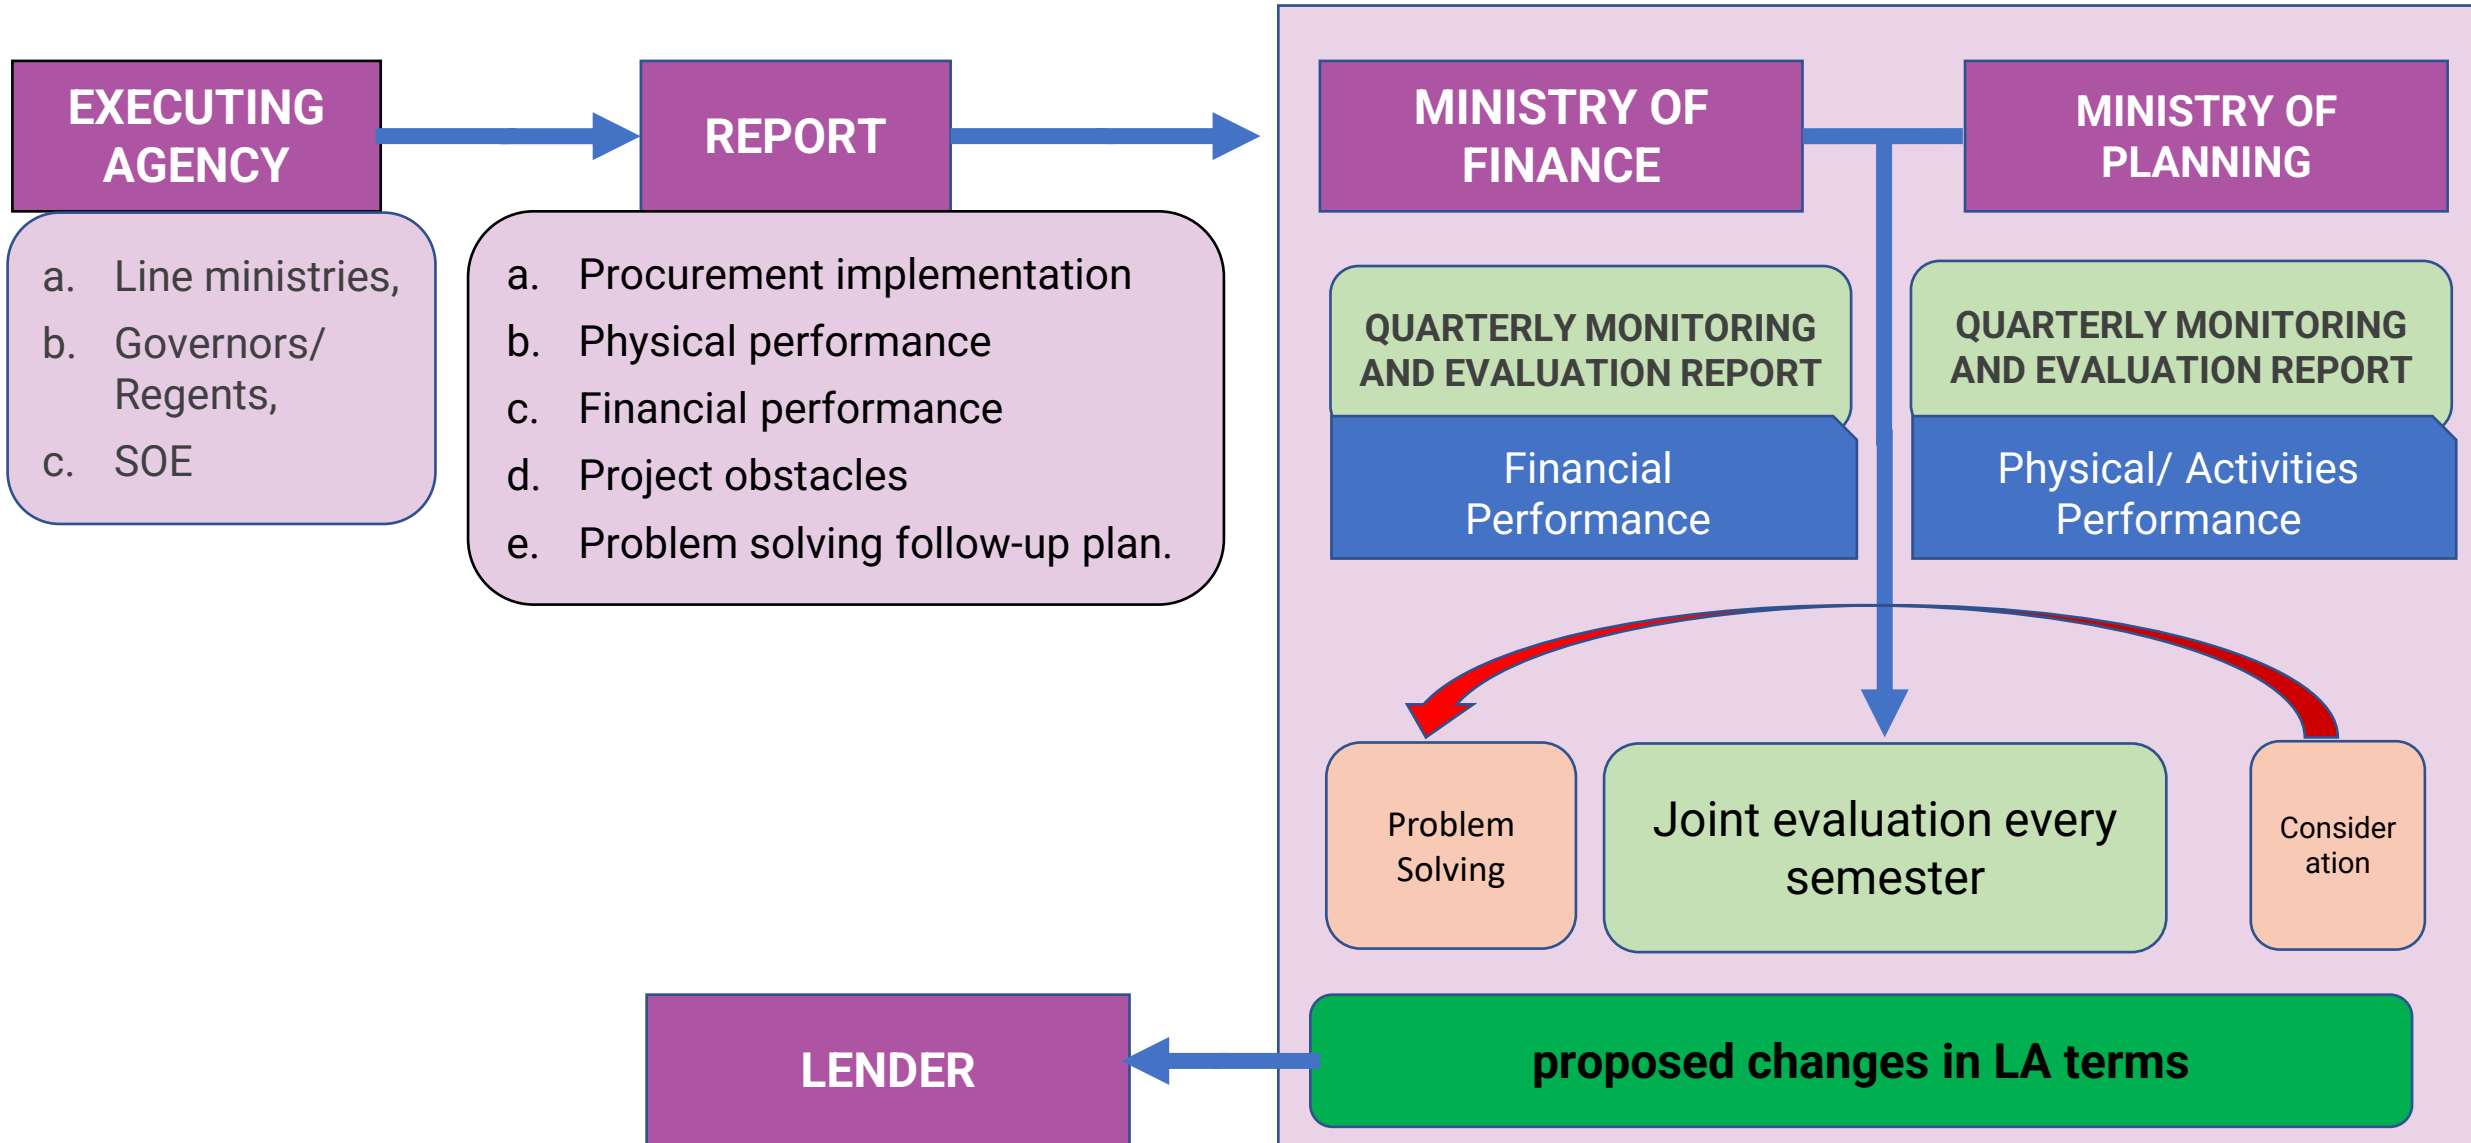 EXECUTING
AGENCY
a. Line ministries,
b. Governors/
Regents,
c. SOE
REPORT
a. Procurement implementation
b. Physical performance
c. Financial performance
d. Project obstacles
e. Problem solving follow-up plan.
MINISTRY OF
FINANCE
MINISTRY OF
PLANNING
QUARTERLY MONITORING
AND EVALUATION REPORT
Financial
Performance
QUARTERLY MONITORING
AND EVALUATION REPORT
Physical/ Activities
Performance
Problem
Solving
Joint evaluation every
semester
Consider
ation
LENDER
proposed changes in LA terms